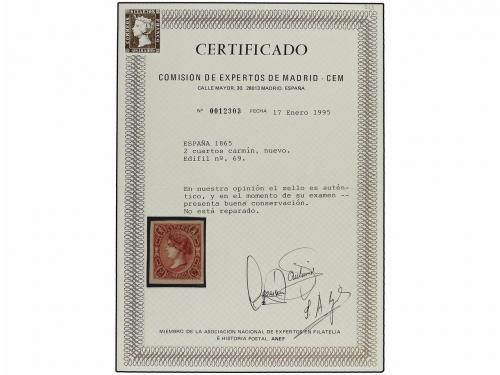 CERTIFICADO
COMISION DE EXPERTOS DE MADRID - CEM
CALLE MAYOR, 30. 28013 MADRID. ESPAÑA
Nº 0012303 FECHA 17 Enero 1995
ESPAÑA 1865
2 cuartos carmín, nuevo.
Edifil nº. 69.
En nuestra opinión el sello es autén-
tico, y en el momento de su examen --
presenta buena conservación.
No está reparado.
MIEMBRO DE LA ASOCIACION NACIONAL DE EXPERTOS EN FILATELIA
E HISTORIA POSTAL. ANEF